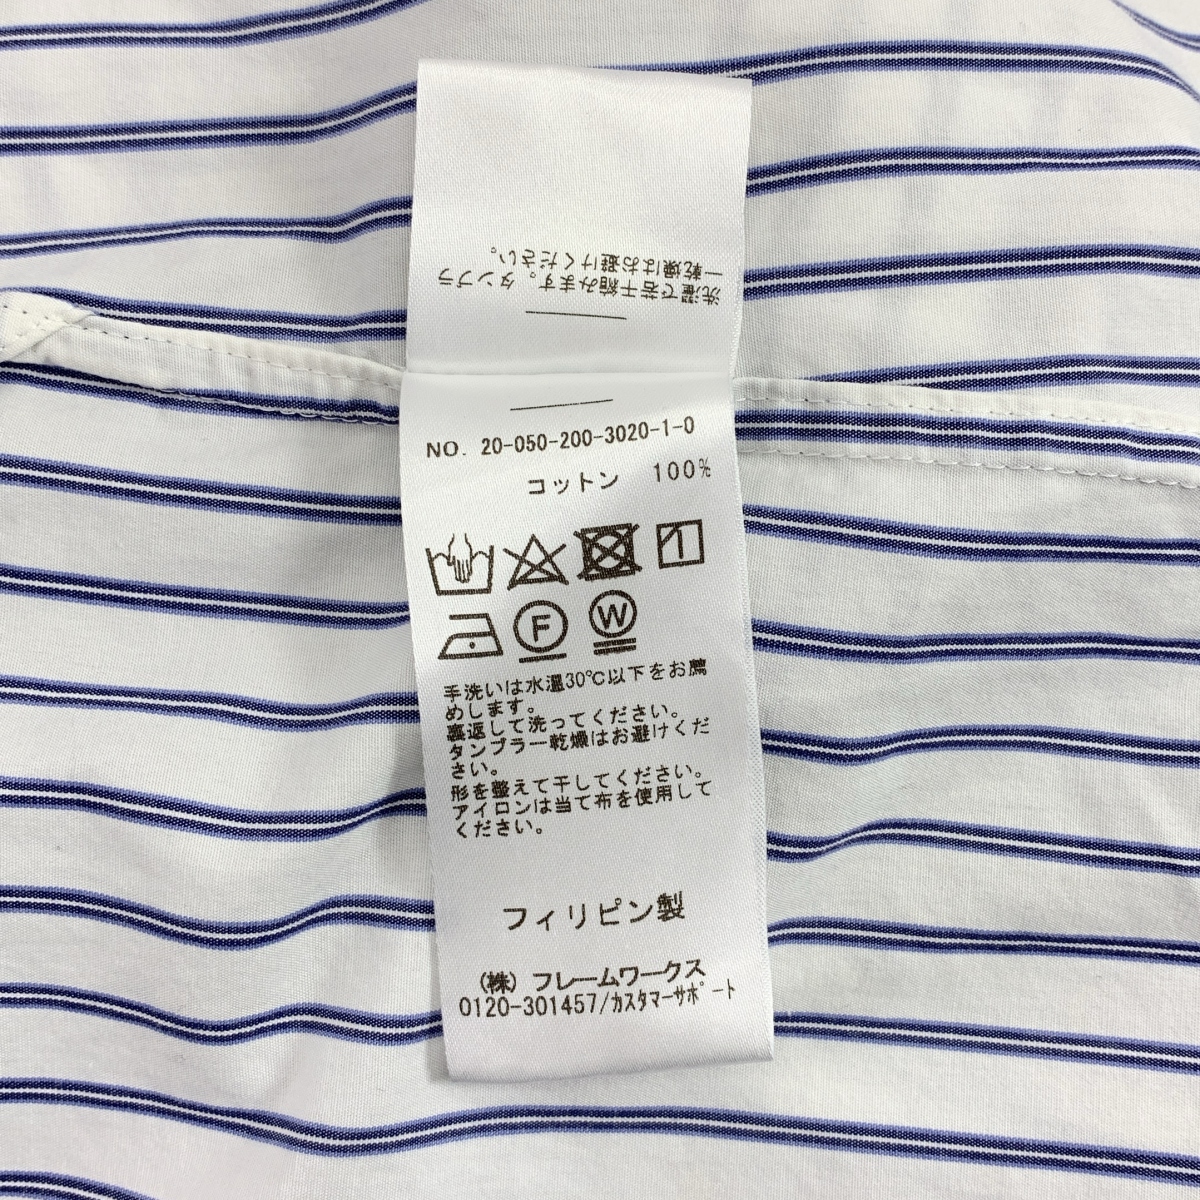 洗濯で若干縮みます。タンブラ
ー乾燥はお避けください。
NO. 20-050-200-3020-1-0
コットン 100%
F W
手洗いは水温30℃以下をお薦
めします。
裏返して洗ってください。
タンブラー乾燥はお避けくだ
さい。
形を整えて干してください。
アイロンは当て布を使用して
ください。
フィリピン製
(株) フレームワークス
0120-301457/カスタマーサポート